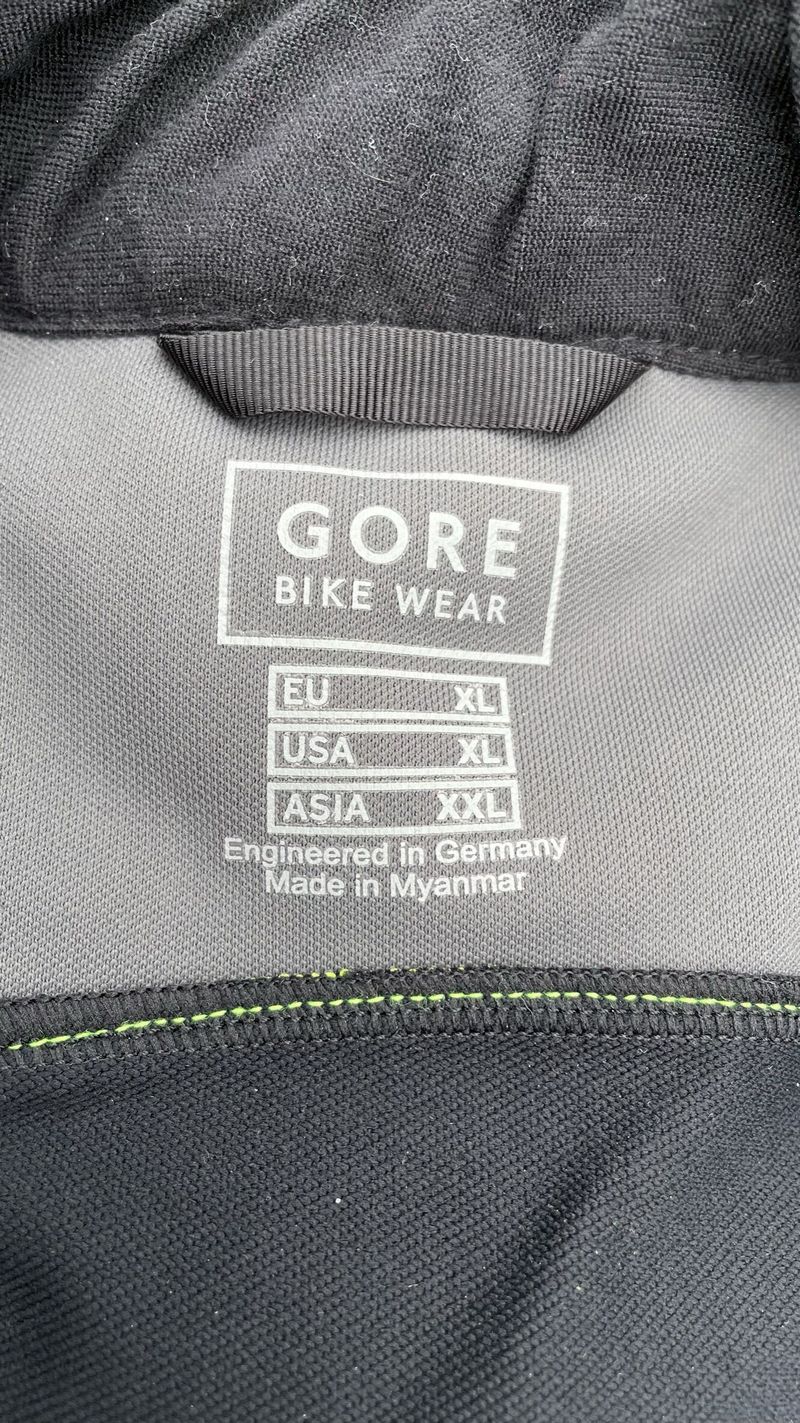 GORE
BIKE WEAR
EU XL
USA XL
ASIA XXL
Engineered in Germany
Made in Myanmar